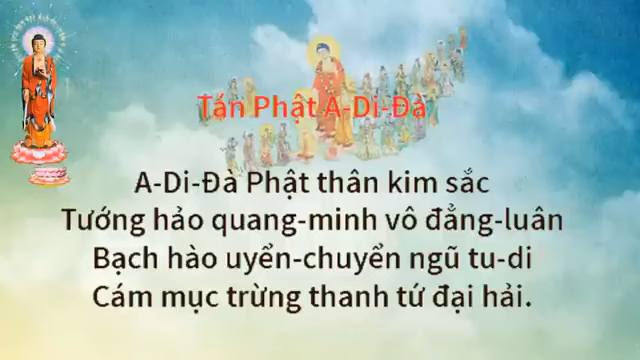 Tán Phật A-Di-Đà
A-Di-Đà Phật thân kim sắc
Tướng hảo quang-minh vô đẳng-luân
Bạch hào uyển-chuyển ngũ tu-di
Cám mục trừng thanh tứ đại hải.